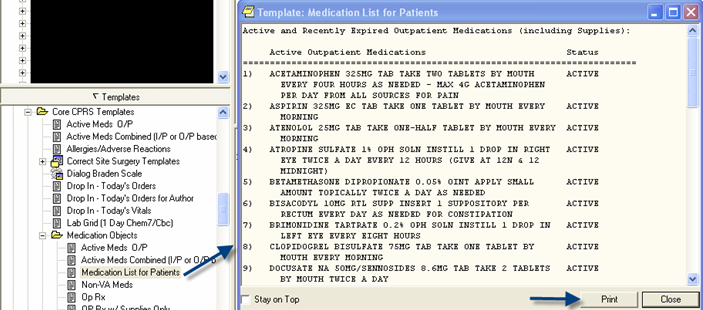 Templates
Core CPRS Templates
Active Meds O/P
Active Meds Combined (I/P or O/P based
Allergies/Adverse Reactions
Correct Site Surgery Templates
Dialog Braden Scale
Drop In - Today's Orders
Drop In - Today's Orders for Author
Drop In - Today's Vitals
Lab Grid (1 Day Chem7/Cbc)
Medication Objects
Active Meds O/P
Active Meds Combined (I/P or O/P b
Medication List for Patients
Non-VA Meds
Op Rx
OP Rx w/ Supplies Only
Template: Medication List for Patients
Active and Recently Expired Outpatient Medications (including Supplies):
Active Outpatient Medications Status
1) ACETAMINOPHEN 325MG TAB TAKE TWO TABLETS BY MOUTH ACTIVE
EVERY FOUR HOURS AS NEEDED - MAX 4G ACETAMINOPHEN
PER DAY FROM ALL SOURCES FOR PAIN
2) ASPIRIN 325MG EC TAB TAKE ONE TABLET BY MOUTH EVERY ACTIVE
MORNING
3) ATENOLOL 25MG TAB TAKE ONE-HALF TABLET BY MOUTH EVERY ACTIVE
MORNING
4) ATROPINE SULFATE 1% OPH SOLN INSTILL 1 DROP IN RIGHT ACTIVE
EYE TWICE A DAY EVERY 12 HOURS (GIVE AT 12N & 12
MIDNIGHT)
5) BETAMETHASONE DIPROPIONATE 0.05% OINT APPLY SMALL ACTIVE
AMOUNT TOPICALLY TWICE A DAY AS NEEDED
6) BISACODYL 10MG RTL SUPP INSERT 1 SUPPOSITORY PER ACTIVE
RECTUM EVERY DAY AS NEEDED FOR CONSTIPATION
7) BRIMONIDINE TARTRATE 0.2% OPH SOLN INSTILL 1 DROP IN ACTIVE
LEFT EYE EVERY EIGHT HOURS
8) CLOPIDOGREL BISULFATE 75MG TAB TAKE ONE TABLET BY ACTIVE
MOUTH EVERY MORNING
9) DOCUSATE NA 50MG/SENNOSIDES 8.6MG TAB TAKE 2 TABLETS ACTIVE
BY MOUTH TWICE A DAY
Stay on Top
Print
Close